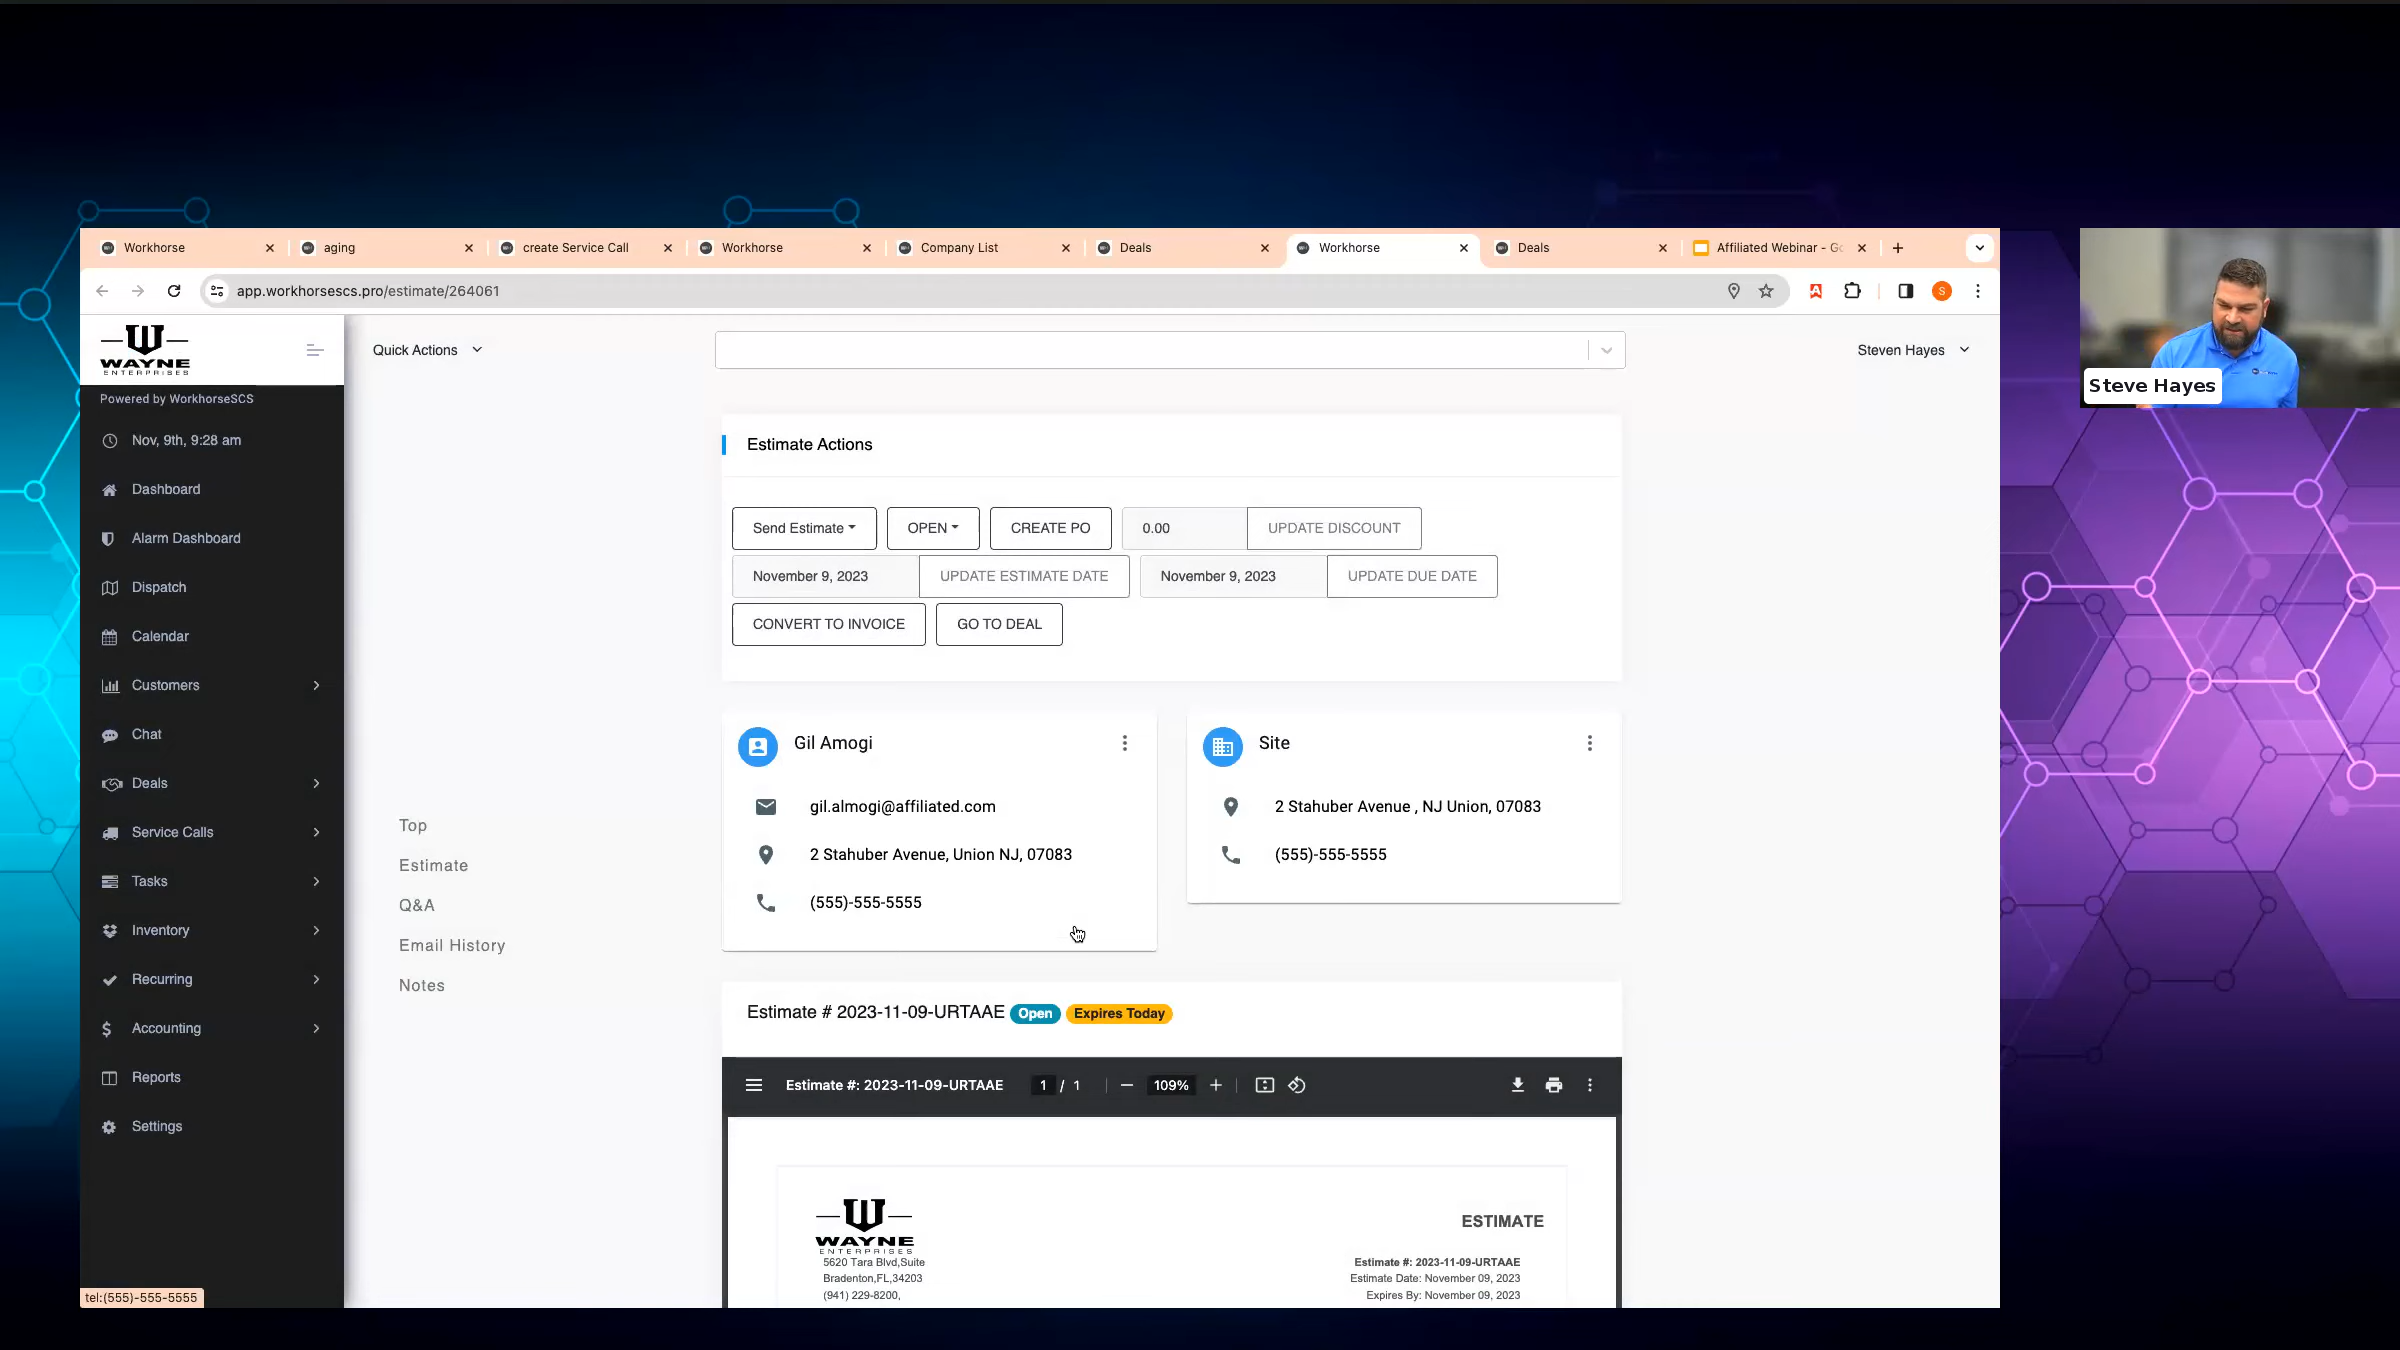 Workhorse
aging
create Service Call
Workhorse
Company List
Deals
Workhorse
Deals
Affiliated Webinar - Go
app.workhorsescs.pro/estimate/264061
S
WAYNE
ENTERPRISES
Powered by WorkhorseSCS
Nov, 9th, 9:28 am
Dashboard
Alarm Dashboard
Dispatch
Calendar
Customers
Chat
Deals
Service Calls
Tasks
Inventory
Recurring
Accounting
Reports
Settings
tel:(555)-555-5555
Quick Actions
Steven Hayes
Steve Hayes
Top
Estimate
Q&A
Email History
Notes
Estimate Actions
Send Estimate
OPEN
CREATE PO
0.00
UPDATE DISCOUNT
November 9, 2023
UPDATE ESTIMATE DATE
November 9, 2023
UPDATE DUE DATE
CONVERT TO INVOICE
GO TO DEAL
Gil Amogi
gil.almogi@affiliated.com
2 Stahuber Avenue, Union NJ, 07083
(555)-555-5555
Site
2 Stahuber Avenue , NJ Union, 07083
(555)-555-5555
Estimate # 2023-11-09-URTAAE Open Expires Today
Estimate #: 2023-11-09-URTAAE
1 / 1
109%
WAYNE
ENTERPRISES
5620 Tara Blvd,Suite
Bradenton,FL,34203
(941) 229-8200,
ESTIMATE
Estimate #: 2023-11-09-URTAAE
Estimate Date: November 09, 2023
Expires By: November 09, 2023